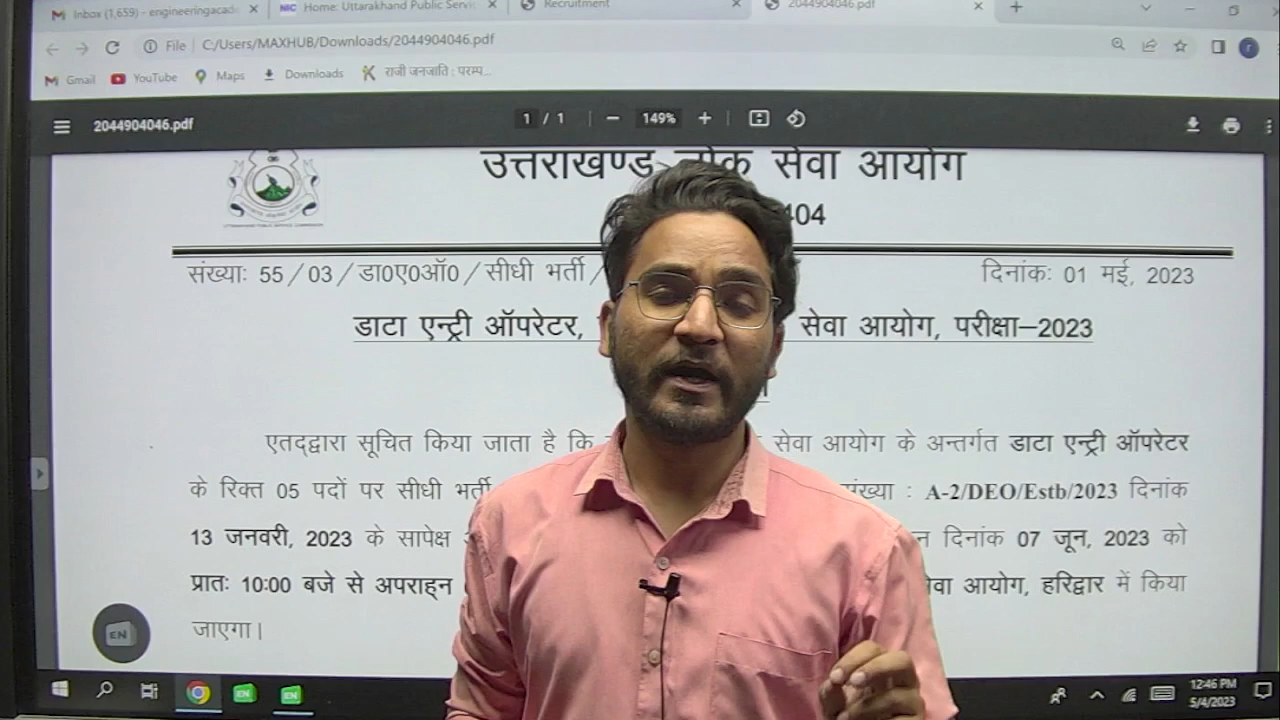 Inbox (1,659) - engineeringacade
Home: Uttarakhand Public Servic
Recruitment
2044904046.pdf
File C:/Users/MAXHUB/Downloads/2044904046.pdf
Gmail YouTube Maps Downloads राजी जनजाति : परम्प...
2044904046.pdf 1 / 1 149%
उत्तराखण्ड लोक सेवा आयोग
404
संख्याः 55/03/डा0ए0ऑ0/सीधी भर्ती/ दिनांकः 01 मई, 2023
डाटा एन्ट्री ऑपरेटर, सेवा आयोग, परीक्षा–2023
एतद्द्वारा सूचित किया जाता है कि सेवा आयोग के अन्तर्गत डाटा एन्ट्री ऑपरेटर
के रिक्त 05 पदों पर सीधी भर्ती संख्या : A-2/DEO/Estb/2023 दिनांक
13 जनवरी, 2023 के सापेक्ष दिनांक 07 जून, 2023 को
प्रातः 10:00 बजे से अपराह्न आयोग, हरिद्वार में किया
जाएगा।
EN
EN EN 12:46 PM
5/4/2023